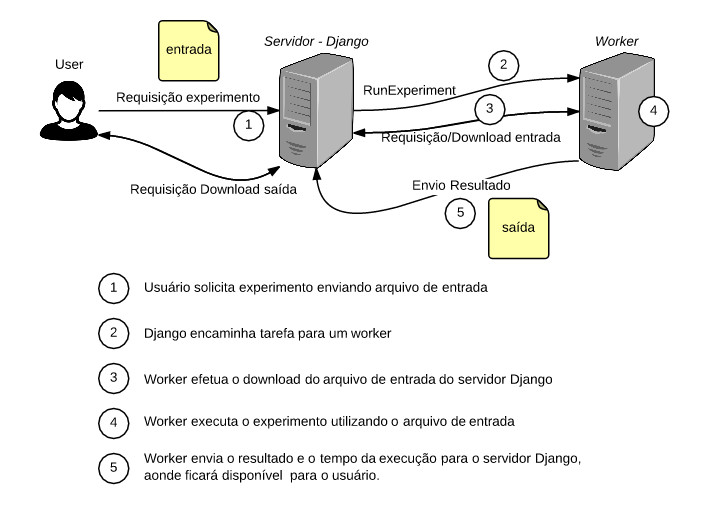 entrada
Servidor - Django
Worker
User
2
RunExperiment
Requisição experimento
3
4
1
Requisição/Download entrada
Requisição Download saída
Envio Resultado
5
saída
1 Usuário solicita experimento enviando arquivo de entrada
2 Django encaminha tarefa para um worker
3 Worker efetua o download do arquivo de entrada do servidor Django
4 Worker executa o experimento utilizando o arquivo de entrada
5 Worker envia o resultado e o tempo da execução para o servidor Django,
aonde ficará disponível para o usuário.